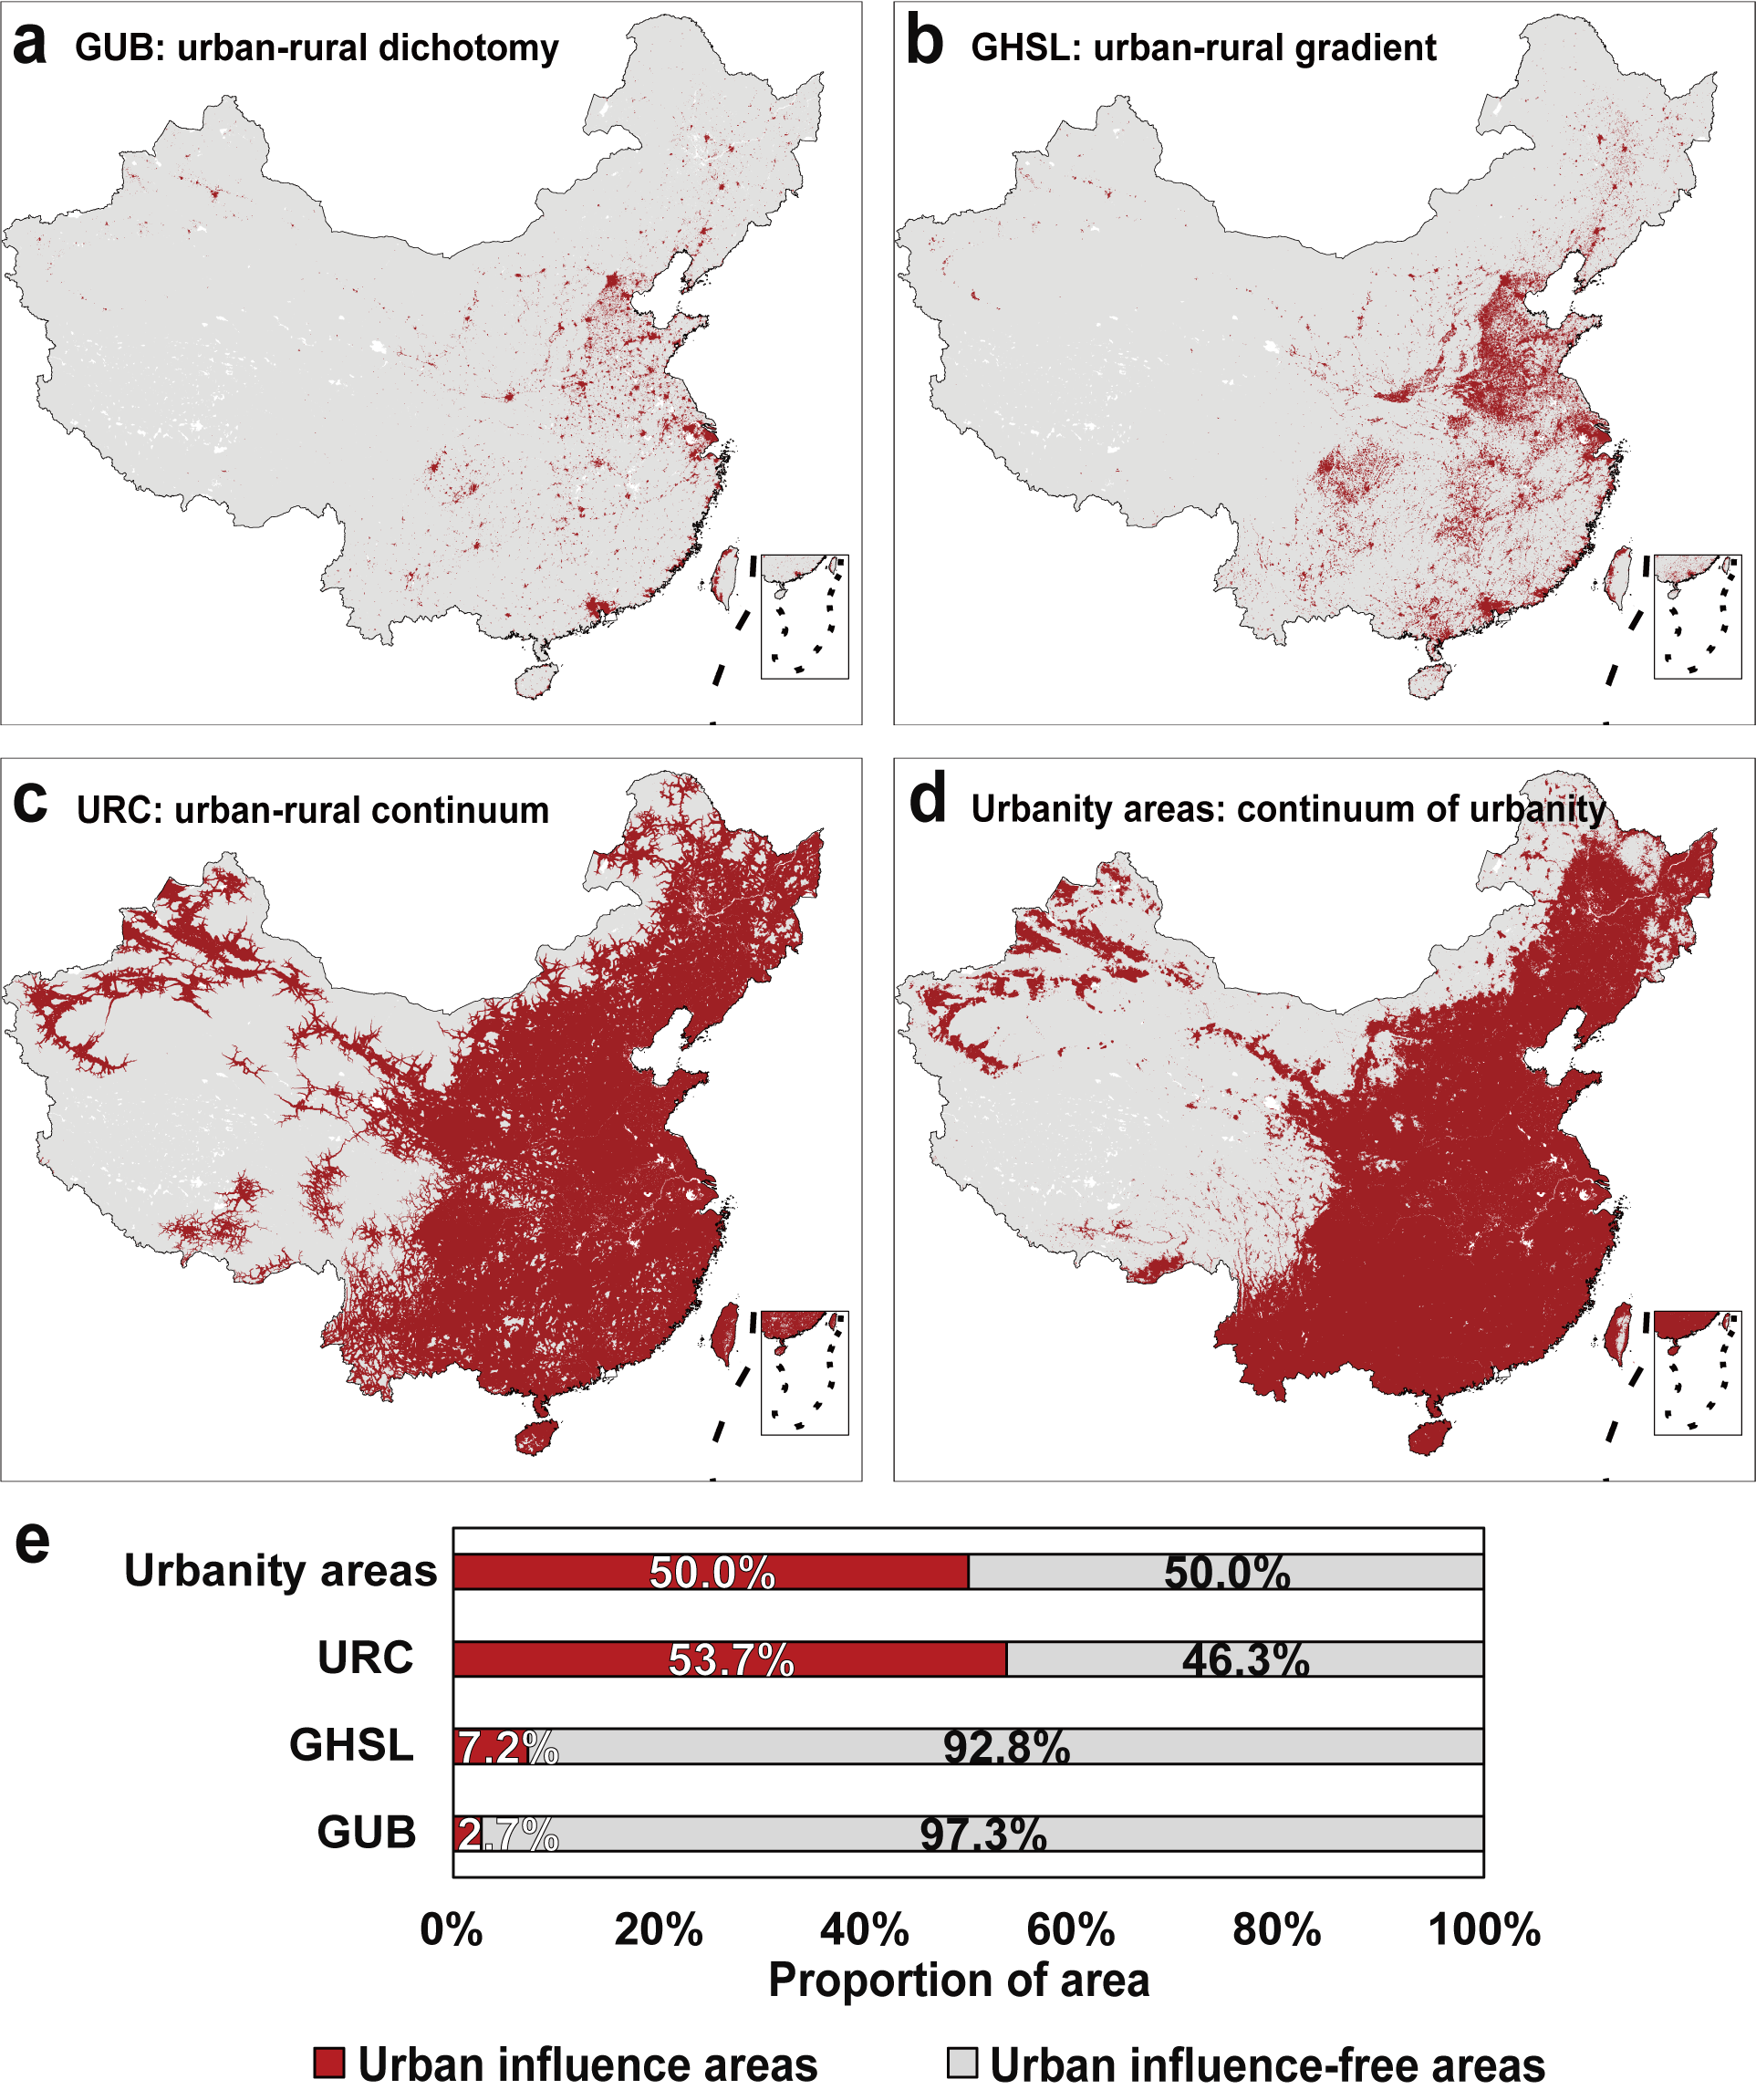 a GUB: urban-rural dichotomy
b GHSL: urban-rural gradient
c URC: urban-rural continuum
d Urbanity areas: continuum of urbanity
e
Urbanity areas 50.0% 50.0%
URC 53.7% 46.3%
GHSL 7.2% 92.8%
GUB 2.7% 97.3%
0% 20% 40% 60% 80% 100%
Proportion of area
Urban influence areas Urban influence-free areas